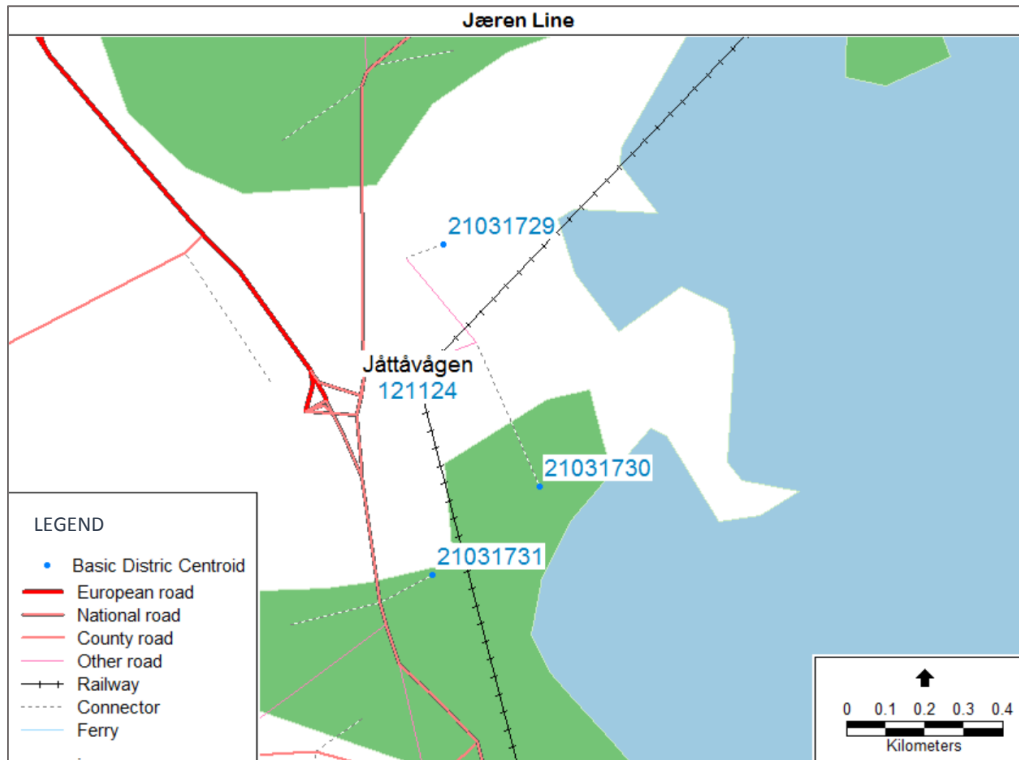 Jæren Line
21031729
Jåttåvågen
121124
21031730
21031731
LEGEND
Basic Distric Centroid
European road
National road
County road
Other road
Railway
Connector
Ferry
0 0.1 0.2 0.3 0.4
Kilometers